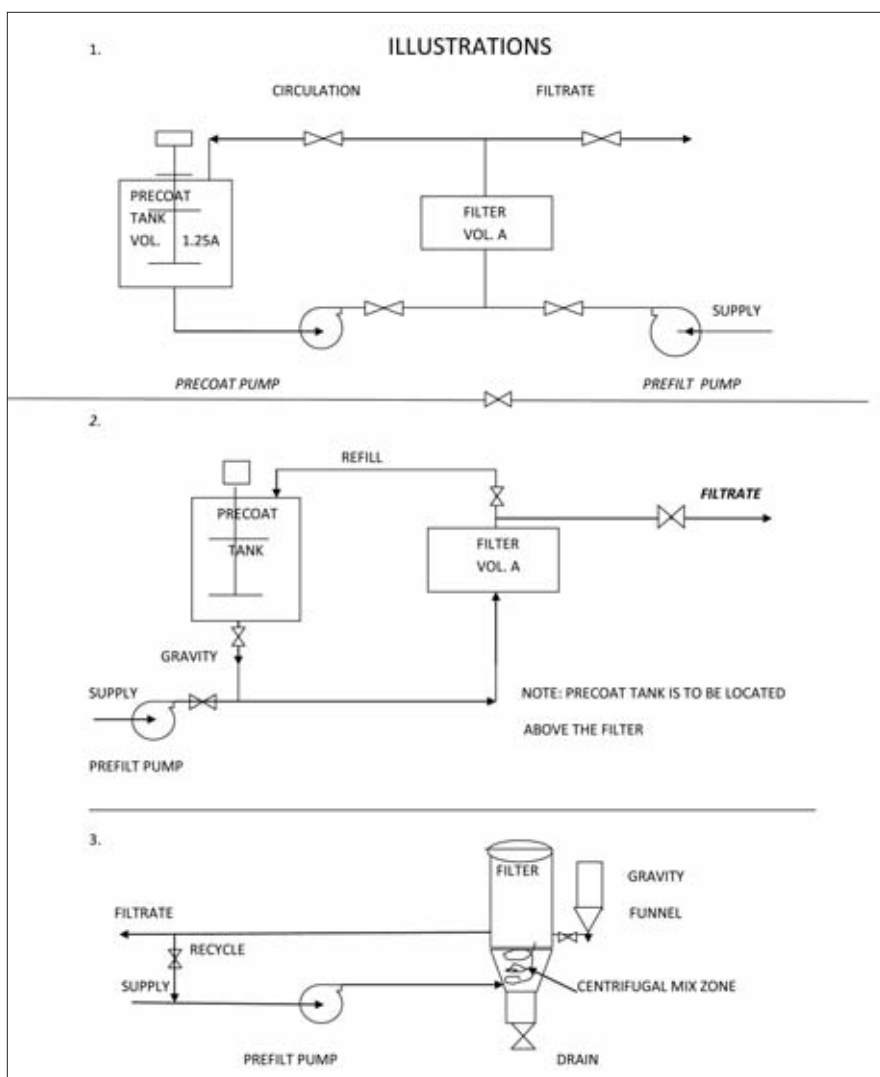 1.
ILLUSTRATIONS
CIRCULATION
FILTRATE
PRECOAT
TANK
VOL. 1.25A
FILTER
VOL. A
SUPPLY
PRECOAT PUMP
PREFILT PUMP
2.
REFILL
FILTRATE
PRECOAT
TANK
FILTER
VOL. A
GRAVITY
SUPPLY
NOTE: PRECOAT TANK IS TO BE LOCATED
ABOVE THE FILTER
PREFILT PUMP
3.
FILTER
GRAVITY
FUNNEL
FILTRATE
RECYCLE
SUPPLY
CENTRIFUGAL MIX ZONE
PREFILT PUMP
DRAIN